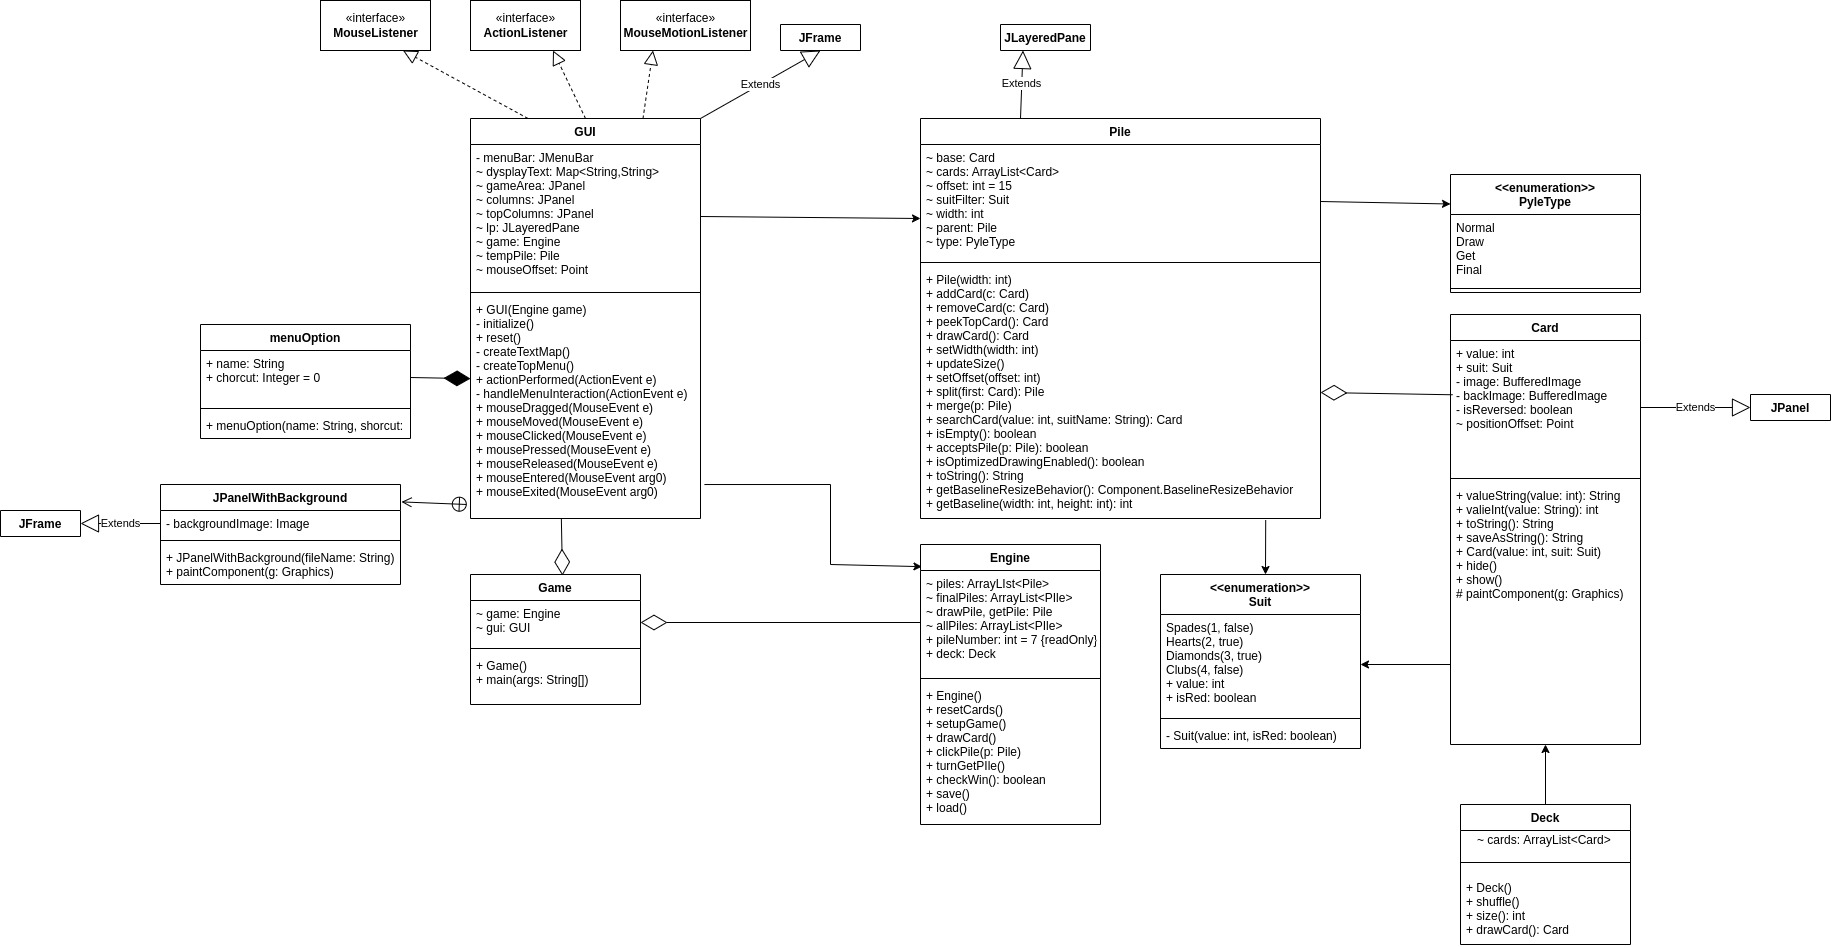 «interface»
MouseListener
«interface»
ActionListener
«interface»
MouseMotionListener
JFrame
JLayeredPane
Extends
Extends
GUI
- menuBar: JMenuBar
~ dysplayText: Map<String,String>
~ gameArea: JPanel
~ columns: JPanel
~ topColumns: JPanel
~ lp: JLayeredPane
~ game: Engine
~ tempPile: Pile
~ mouseOffset: Point
+ GUI(Engine game)
- initialize()
+ reset()
- createTextMap()
- createTopMenu()
+ actionPerformed(ActionEvent e)
- handleMenuInteraction(ActionEvent e)
+ mouseDragged(MouseEvent e)
+ mouseMoved(MouseEvent e)
+ mouseClicked(MouseEvent e)
+ mousePressed(MouseEvent e)
+ mouseReleased(MouseEvent e)
+ mouseEntered(MouseEvent arg0)
+ mouseExited(MouseEvent arg0)
Pile
~ base: Card
~ cards: ArrayList<Card>
~ offset: int = 15
~ suitFilter: Suit
~ width: int
~ parent: Pile
~ type: PyleType
+ Pile(width: int)
+ addCard(c: Card)
+ removeCard(c: Card)
+ peekTopCard(): Card
+ drawCard(): Card
+ setWidth(width: int)
+ updateSize()
+ setOffset(offset: int)
+ split(first: Card): Pile
+ merge(p: Pile)
+ searchCard(value: int, suitName: String): Card
+ isEmpty(): boolean
+ acceptsPile(p: Pile): boolean
+ isOptimizedDrawingEnabled(): boolean
+ toString(): String
+ getBaselineResizeBehavior(): Component.BaselineResizeBehavior
+ getBaseline(width: int, height: int): int
<<enumeration>>
PyleType
Normal
Draw
Get
Final
menuOption
+ name: String
+ chorcut: Integer = 0
+ menuOption(name: String, shorcut:
Card
+ value: int
+ suit: Suit
- image: BufferedImage
- backImage: BufferedImage
- isReversed: boolean
~ positionOffset: Point
+ valueString(value: int): String
+ valieInt(value: String): int
+ toString(): String
+ saveAsString(): String
+ Card(value: int, suit: Suit)
+ hide()
+ show()
# paintComponent(g: Graphics)
Extends
JPanel
JFrame
Extends
JPanelWithBackground
- backgroundImage: Image
+ JPanelWithBackground(fileName: String)
+ paintComponent(g: Graphics)
Game
~ game: Engine
~ gui: GUI
+ Game()
+ main(args: String[])
Engine
~ piles: ArrayLIst<Pile>
~ finalPiles: ArrayList<PIle>
~ drawPile, getPile: Pile
~ allPiles: ArrayList<PIle>
+ pileNumber: int = 7 {readOnly}
+ deck: Deck
+ Engine()
+ resetCards()
+ setupGame()
+ drawCard()
+ clickPile(p: Pile)
+ turnGetPIle()
+ checkWin(): boolean
+ save()
+ load()
<<enumeration>>
Suit
Spades(1, false)
Hearts(2, true)
Diamonds(3, true)
Clubs(4, false)
+ value: int
+ isRed: boolean
- Suit(value: int, isRed: boolean)
Deck
~ cards: ArrayList<Card>
+ Deck()
+ shuffle()
+ size(): int
+ drawCard(): Card